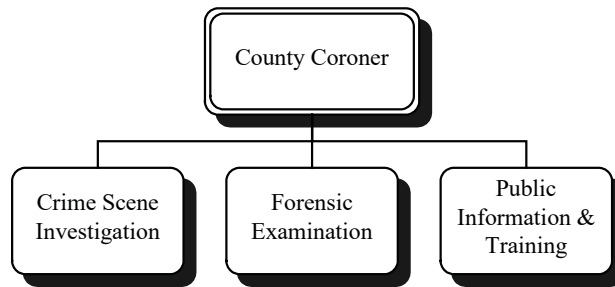 County Coroner
Crime Scene
Investigation
Forensic
Examination
Public
Information &
Training